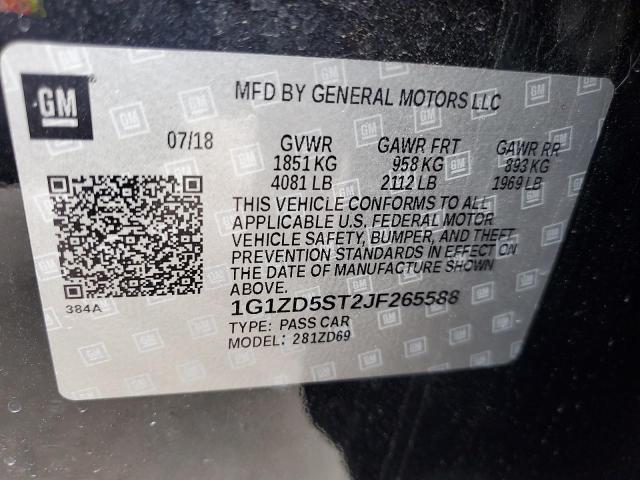 GM
MFD BY GENERAL MOTORS LLC
07/18 GVWR GAWR FRT GAWR RR
1851 KG 958 KG 893 KG
4081 LB 2112 LB 1969 LB
THIS VEHICLE CONFORMS TO ALL
APPLICABLE U.S. FEDERAL MOTOR
VEHICLE SAFETY, BUMPER, AND THEFT
PREVENTION STANDARDS IN EFFECT ON
THE DATE OF MANUFACTURE SHOWN
ABOVE.
384A
1G1ZD5ST2JF265588
TYPE: PASS CAR
MODEL: 281ZD69